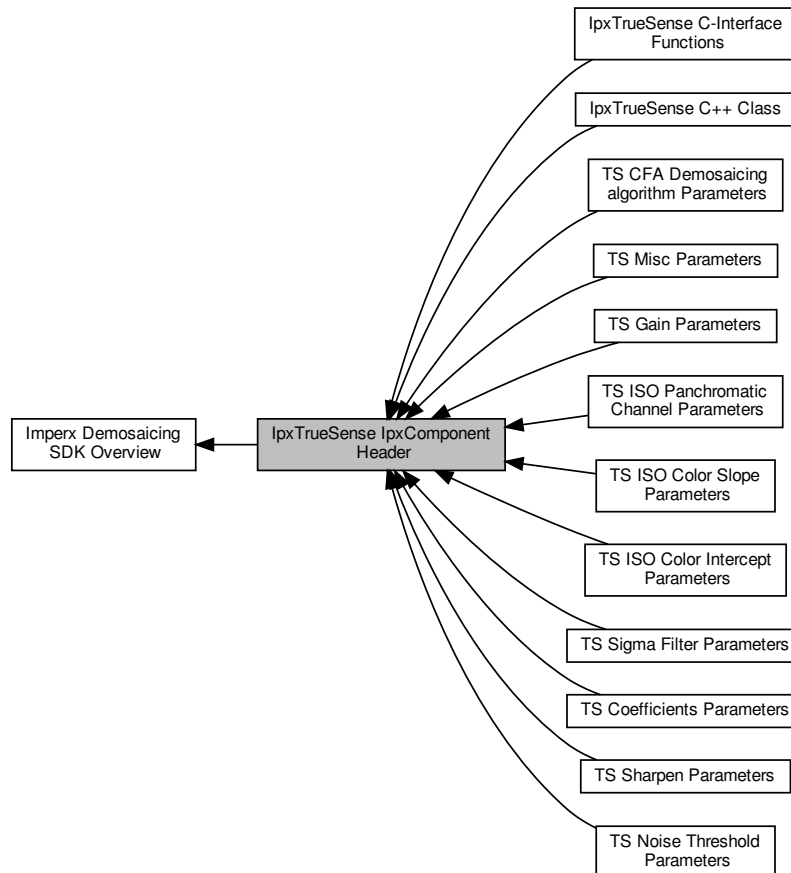 IpxTrueSense C-Interface
Functions
IpxTrueSense C++ Class
TS CFA Demosaicing
algorithm Parameters
TS Misc Parameters
TS Gain Parameters
TS ISO Panchromatic
Channel Parameters
Imperx Demosaicing
SDK Overview
IpxTrueSense IpxComponent
Header
TS ISO Color Slope
Parameters
TS ISO Color Intercept
Parameters
TS Sigma Filter Parameters
TS Coefficients Parameters
TS Sharpen Parameters
TS Noise Threshold
Parameters